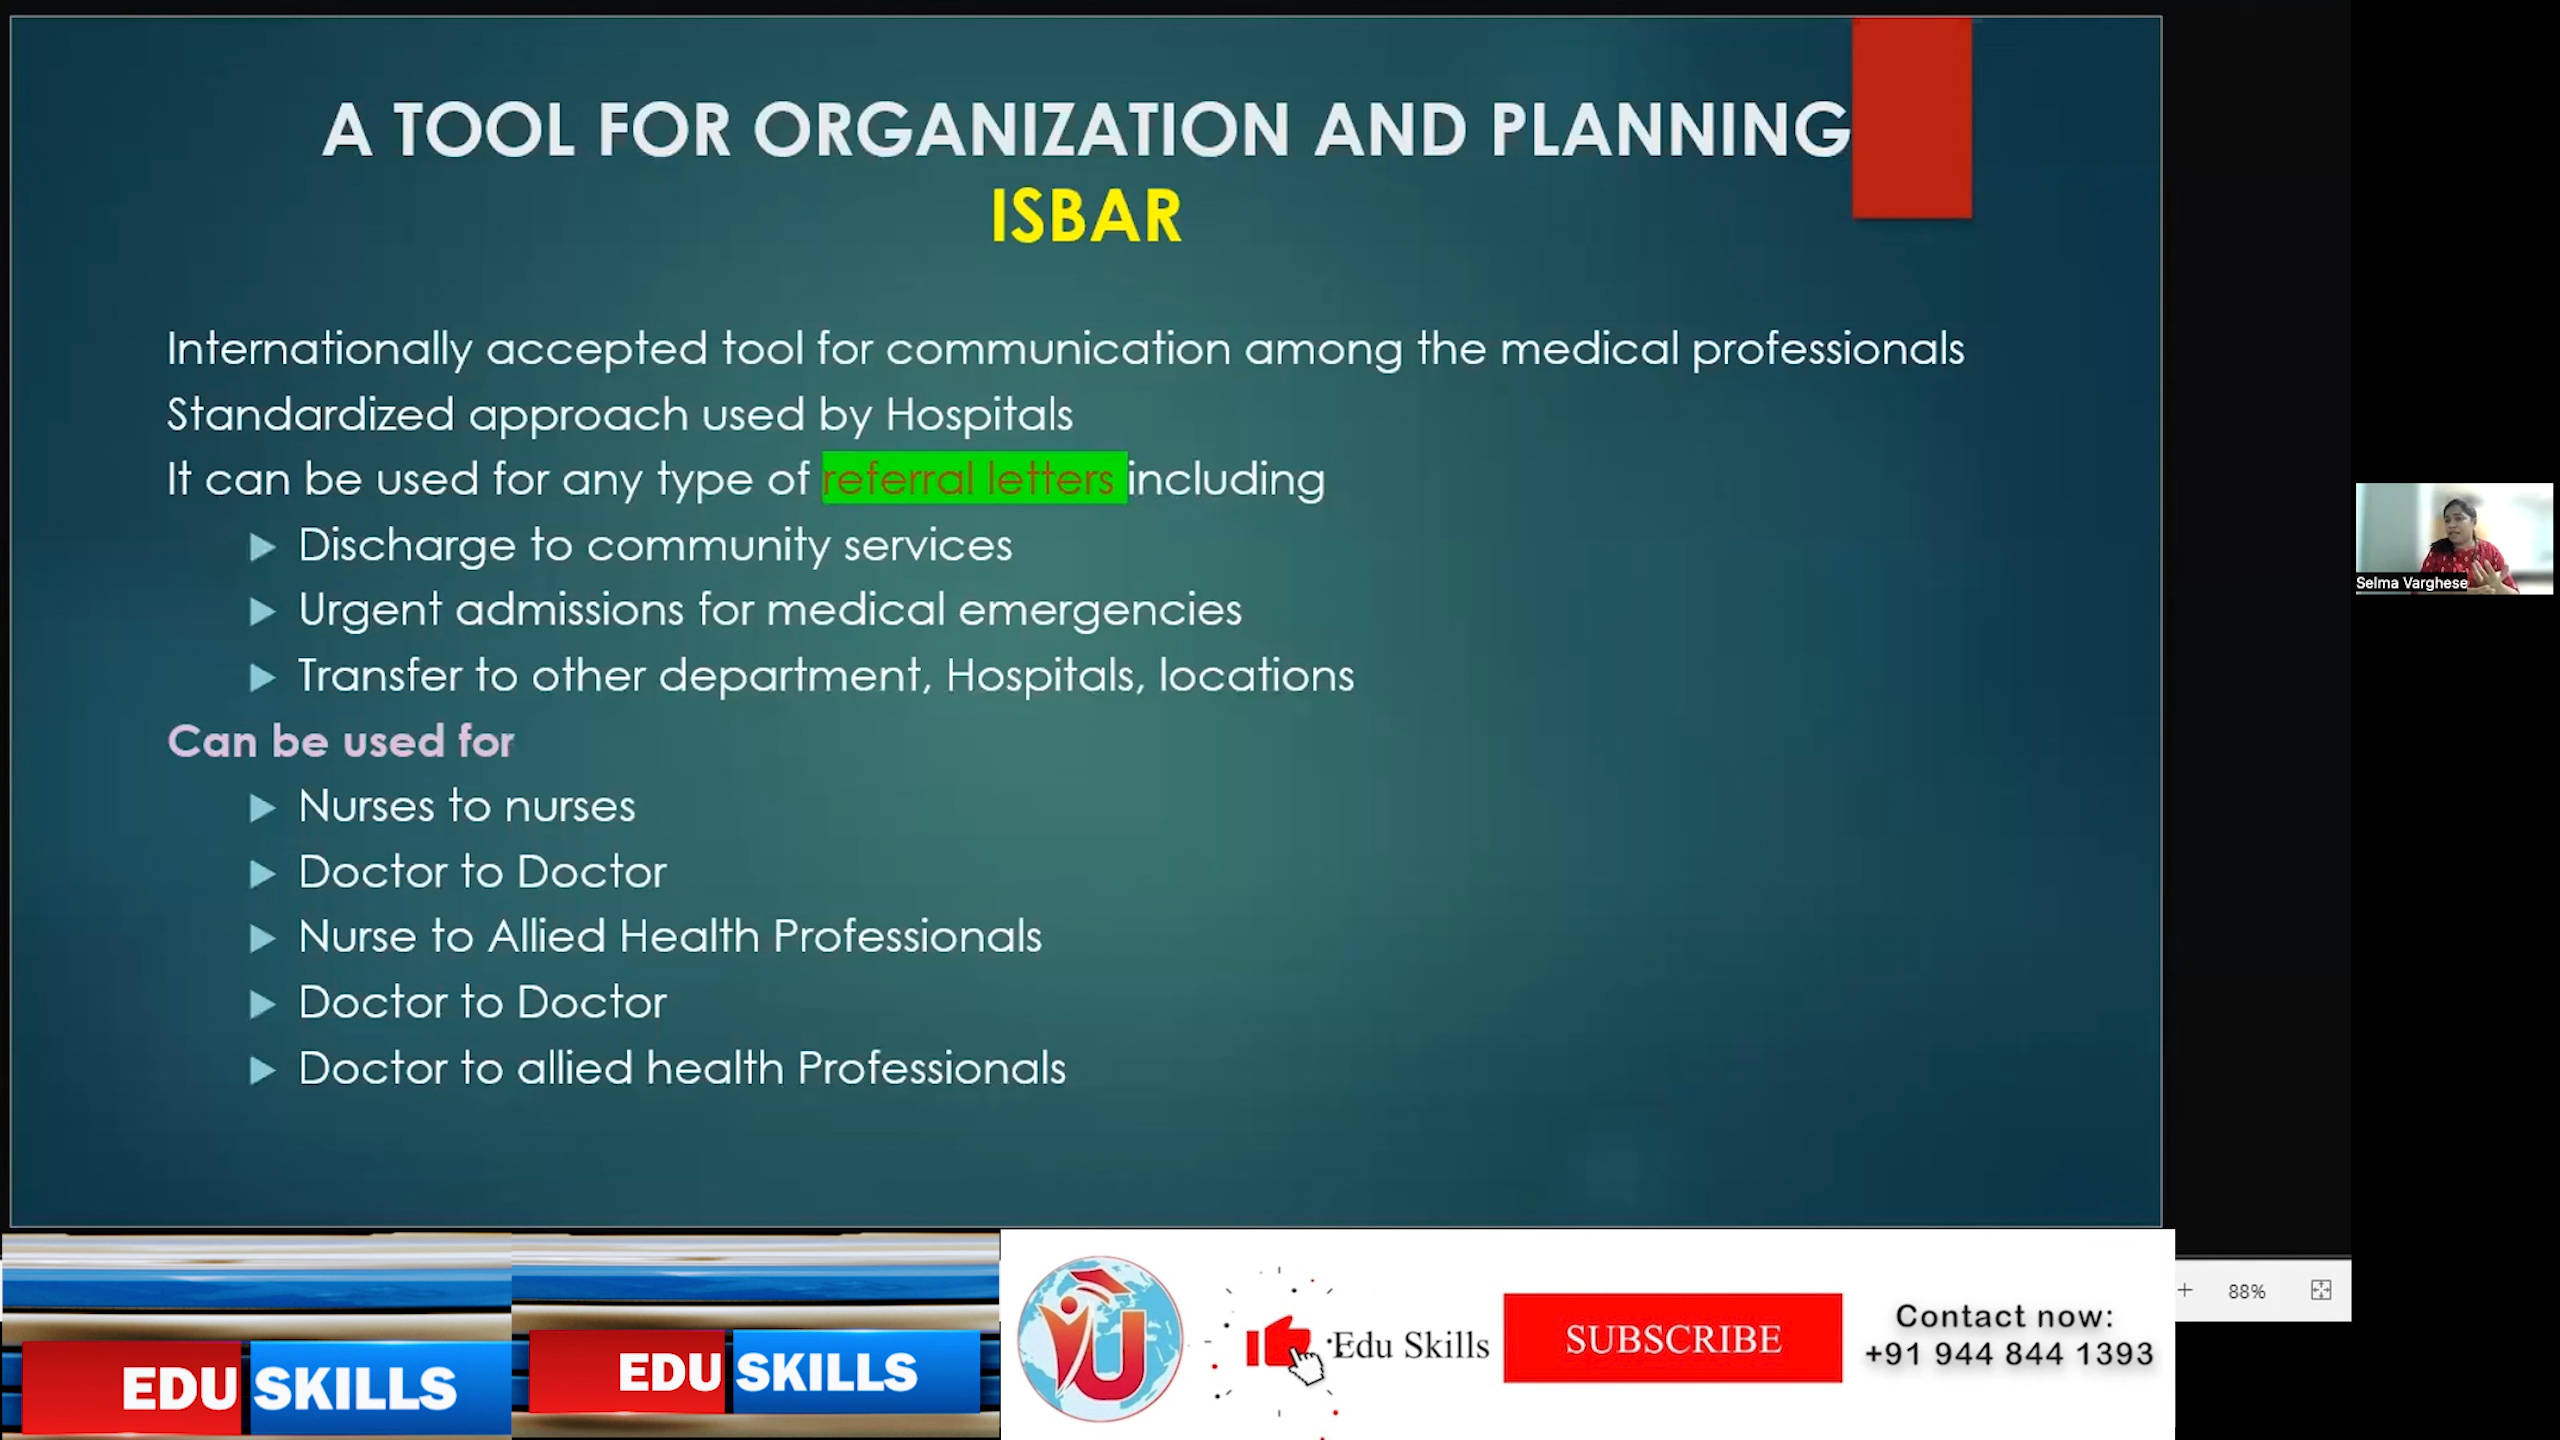 A TOOL FOR ORGANIZATION AND PLANNING
ISBAR
Internationally accepted tool for communication among the medical professionals
Standardized approach used by Hospitals
It can be used for any type of referral letters including
Discharge to community services
Urgent admissions for medical emergencies
Transfer to other department, Hospitals, locations
Can be used for
Nurses to nurses
Doctor to Doctor
Nurse to Allied Health Professionals
Doctor to Doctor
Doctor to allied health Professionals
Selma Varghese
EDU SKILLS
EDU SKILLS
Edu Skills
SUBSCRIBE
Contact now:
+91 944 844 1393
+ 88%